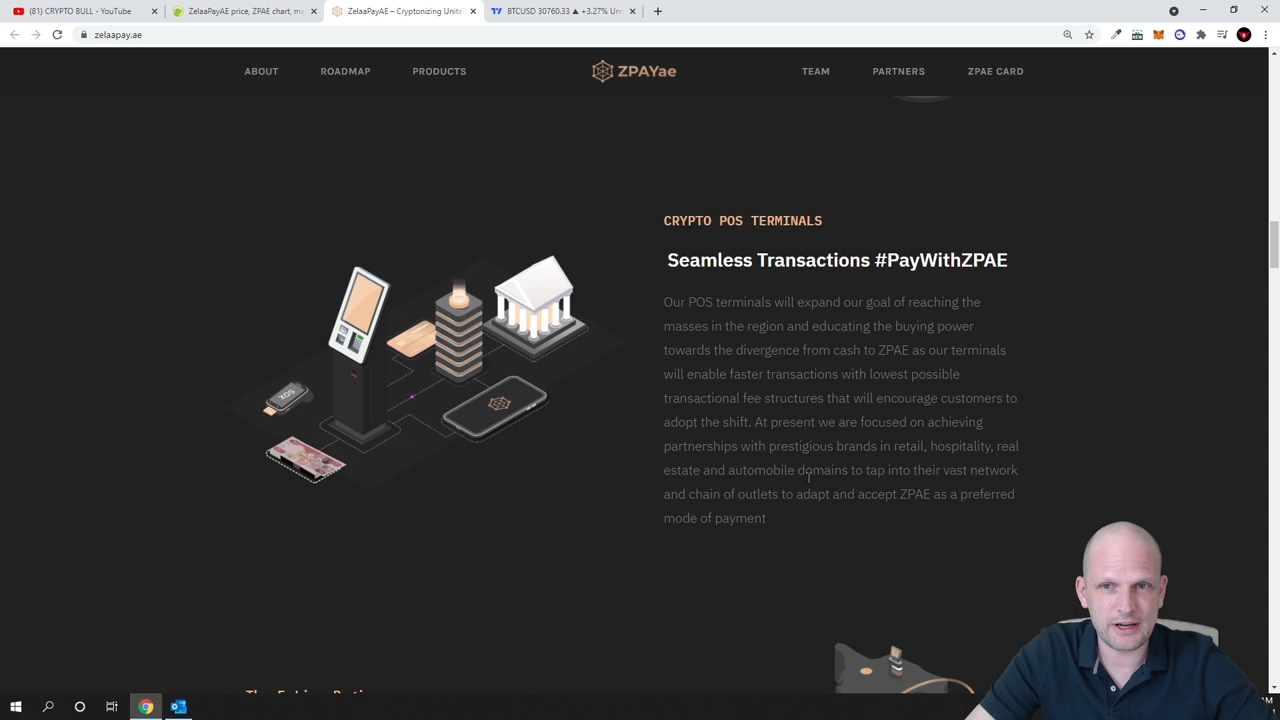 (81) CRYPTO BULL - YouTube
ZelaaPayAE price, ZPAE chart, ma
ZelaaPayAE – Cryptonizing Unite
BTCUSD 30760.33 ▲ +3.27% Un
zelaapay.ae
ABOUT
ROADMAP
PRODUCTS
ZPAYae
TEAM
PARTNERS
ZPAE CARD
CRYPTO POS TERMINALS
Seamless Transactions #PayWithZPAE
Our POS terminals will expand our goal of reaching the
masses in the region and educating the buying power
towards the divergence from cash to ZPAE as our terminals
will enable faster transactions with lowest possible
transactional fee structures that will encourage customers to
adopt the shift. At present we are focused on achieving
partnerships with prestigious brands in retail, hospitality, real
estate and automobile domains to tap into their vast network
and chain of outlets to adapt and accept ZPAE as a preferred
mode of payment